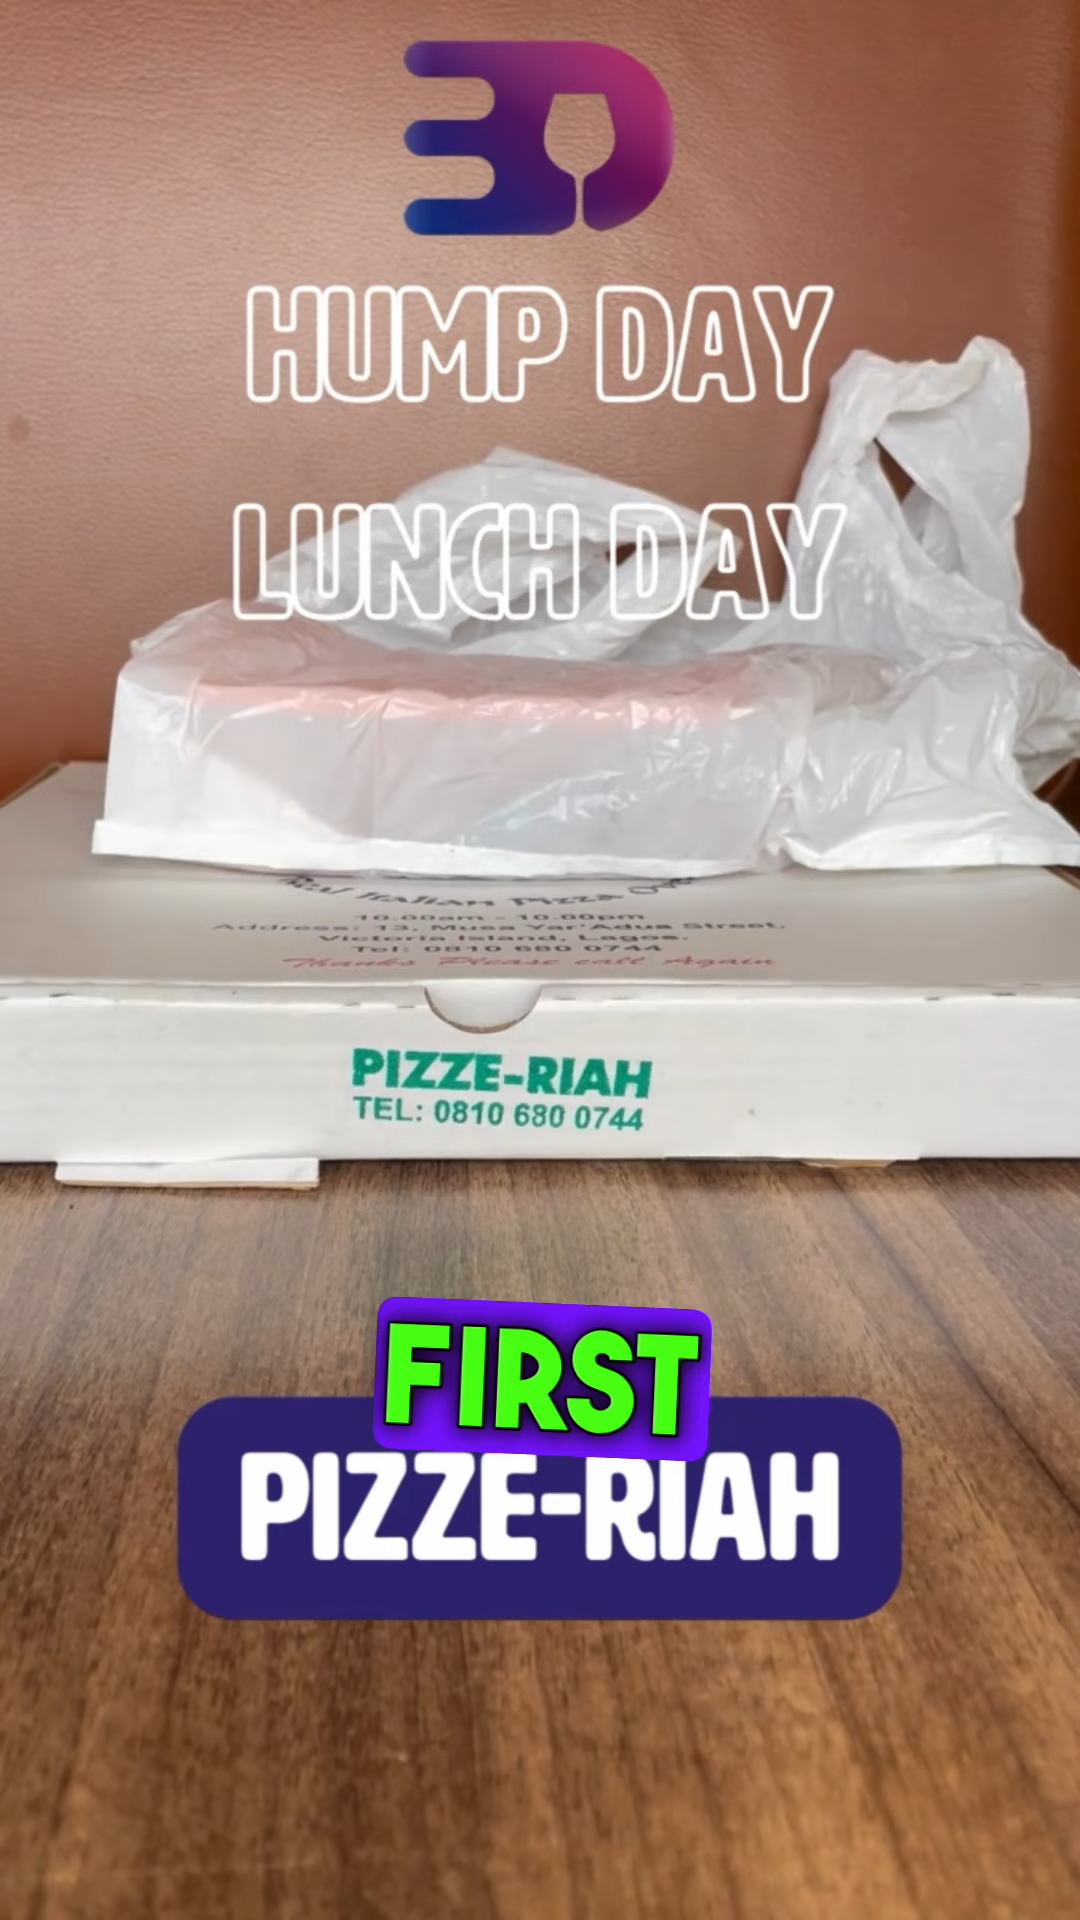 HUMP DAY
LUNCH DAY
Real Italian Pizza Oven
10.00am - 10.00pm
Address: 13, Musa Yar'Adua Street,
Victoria Island, Lagos.
Tel: 0810 680 0744
Thanks Please call Again
PIZZE-RIAH
TEL: 0810 680 0744
FIRST
PIZZE-RIAH